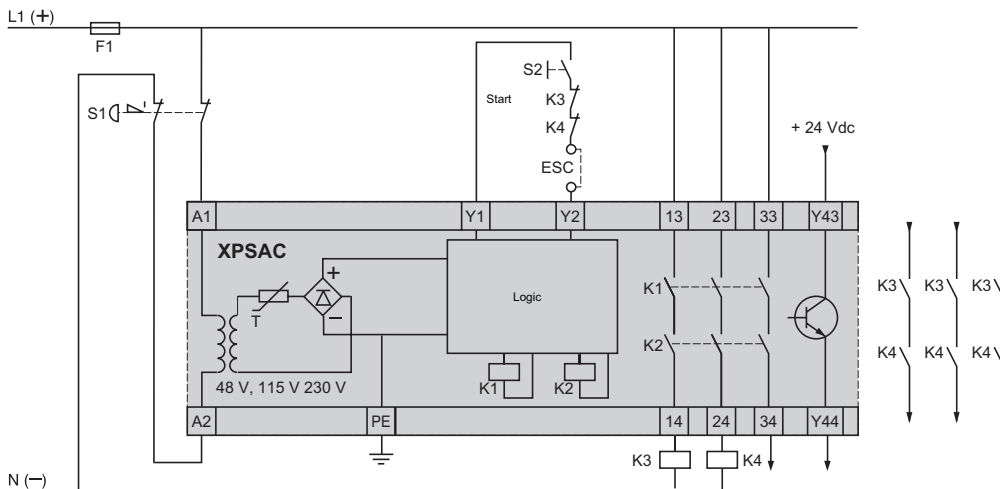 L1 (+)
F1
S2
Start
K3
K4
S1
ESC
+ 24 Vdc
A1
Y1
Y2
13
23
33
Y43
XPSAC
+
−
T
Logic
K1
K2
K3
K3
K3
K4
K4
K4
48 V, 115 V 230 V
K1
K2
A2
PE
14
24
34
Y44
K3
K4
N (−)